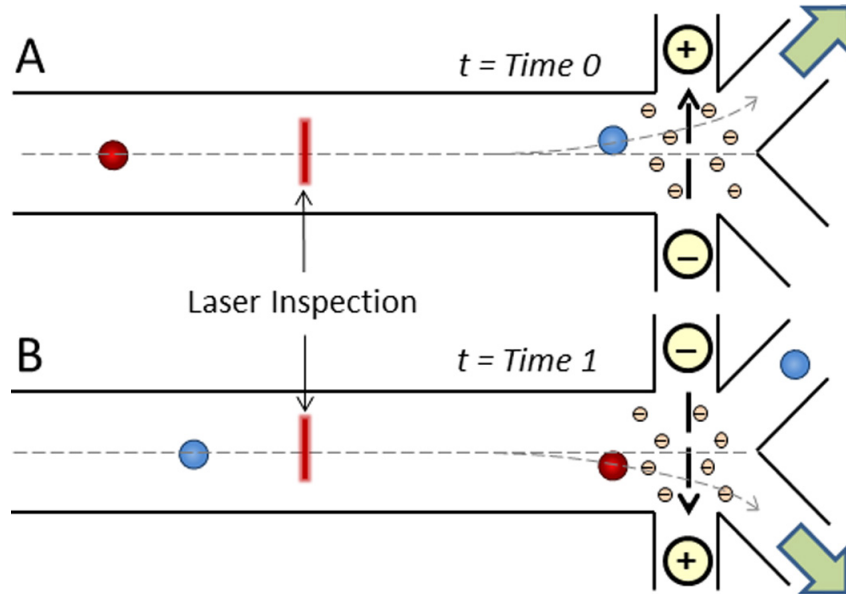 A
t = Time 0
+
−
Laser Inspection
B
t = Time 1
−
+